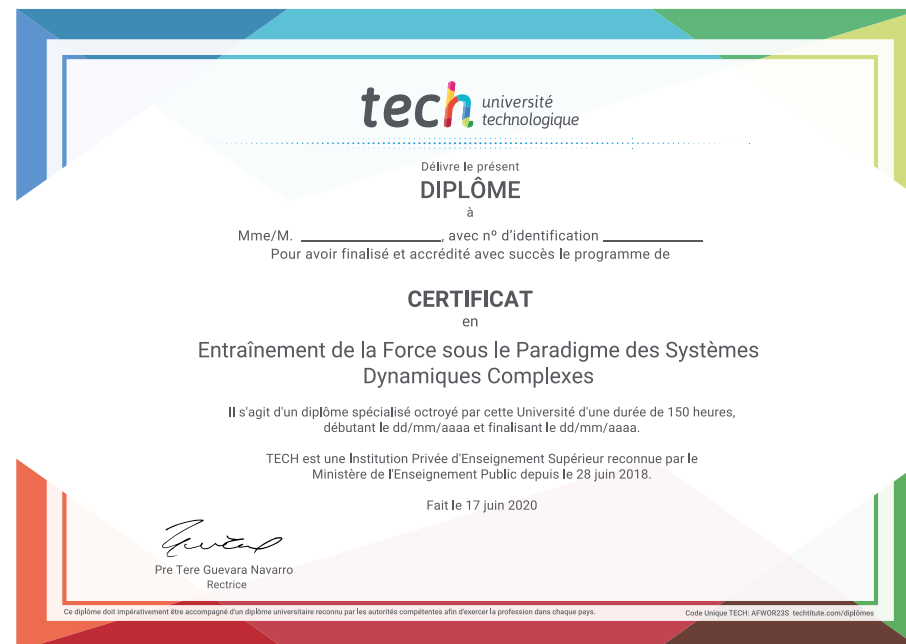 tech université
technologique
Délivre le présent
DIPLÔME
à
Mme/M. ____________________, avec nº d'identification ______________
Pour avoir finalisé et accrédité avec succès le programme de
CERTIFICAT
en
Entraînement de la Force sous le Paradigme des Systèmes
Dynamiques Complexes
Il s'agit d'un diplôme spécialisé octroyé par cette Université d'une durée de 150 heures,
débutant le dd/mm/aaaa et finalisant le dd/mm/aaaa.
TECH est une Institution Privée d'Enseignement Supérieur reconnue par le
Ministère de l'Enseignement Public depuis le 28 juin 2018.
Fait le 17 juin 2020
Pre Tere Guevara Navarro
Rectrice
Ce diplôme doit impérativement être accompagné d'un diplôme universitaire reconnu par les autorités compétentes afin d'exercer la profession dans chaque pays.
Code Unique TECH: AFWOR23S techtitute.com/diplômes